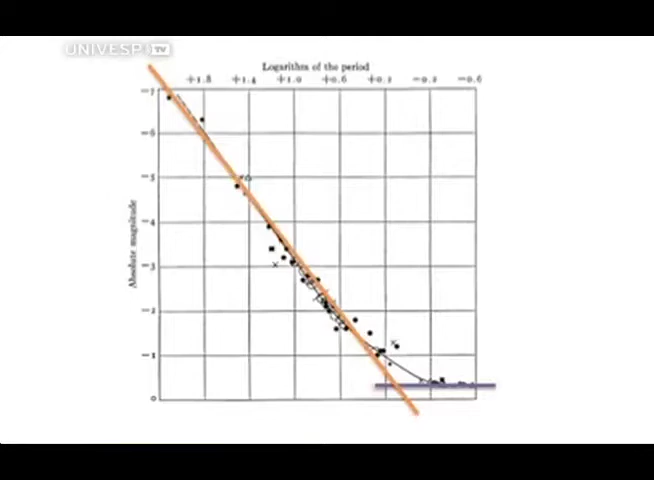 UNIVESP TV
Logarithm of the period
+1.8 +1.4 +1.0 +0.6 +0.2 −0.2 −0.6
−7
−6
−5
−4
−3
−2
−1
0
Absolute magnitude